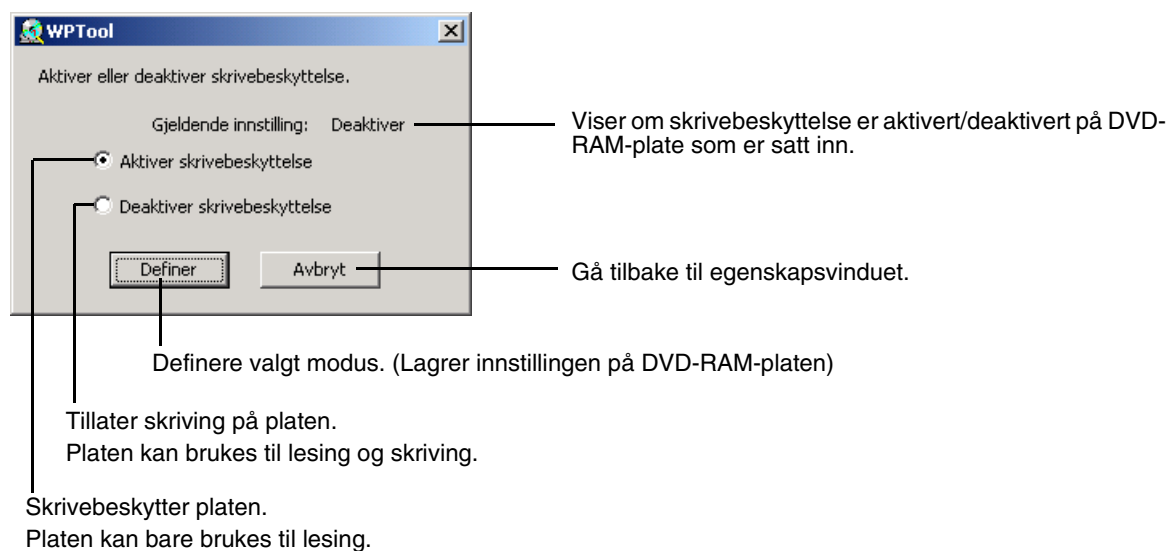 WPTool
Aktiver eller deaktiver skrivebeskyttelse.
Gjeldende innstilling: Deaktiver
Viser om skrivebeskyttelse er aktivert/deaktivert på DVD-
RAM-plate som er satt inn.
Aktiver skrivebeskyttelse
Deaktiver skrivebeskyttelse
Definer Avbryt
Gå tilbake til egenskapsvinduet.
Definere valgt modus. (Lagrer innstillingen på DVD-RAM-platen)
Tillater skriving på platen.
Platen kan brukes til lesing og skriving.
Skrivebeskytter platen.
Platen kan bare brukes til lesing.